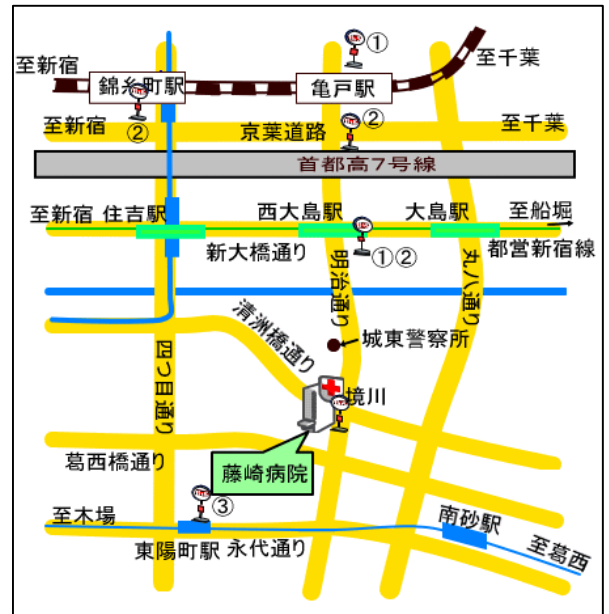 ①
至新宿
錦糸町駅
亀戸駅
至千葉
②
②
至新宿
京葉道路
至千葉
首都高7号線
至新宿
住吉駅
西大島駅
大島駅
至船堀
新大橋通り
①②
都営新宿線
明治通り
丸八通り
清洲橋通り
城東警察所
四つ目通り
境川
葛西橋通り
藤崎病院
③
至木場
東陽町駅
永代通り
南砂駅
至葛西